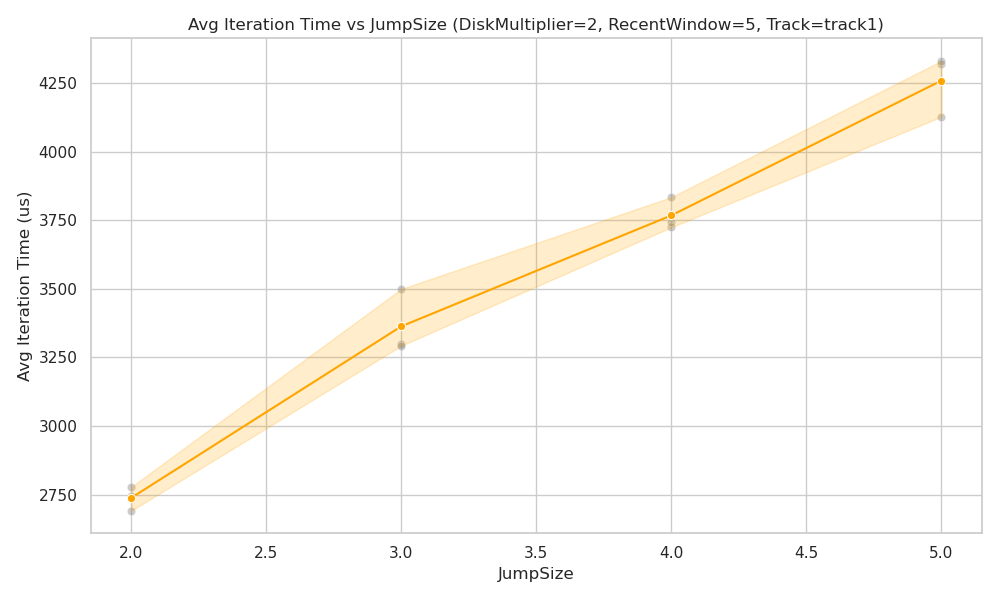 Avg Iteration Time vs JumpSize (DiskMultiplier=2, RecentWindow=5, Track=track1)
Avg Iteration Time (us)
4250
4000
3750
3500
3250
3000
2750
2.0 2.5 3.0 3.5 4.0 4.5 5.0
JumpSize